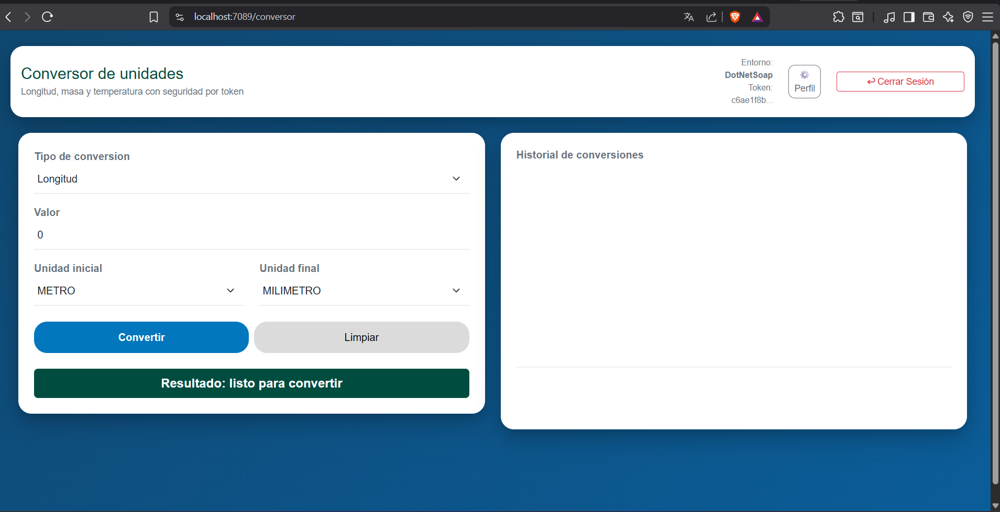 localhost:7089/conversor
Conversor de unidades
Longitud, masa y temperatura con seguridad por token
Entorno:
DotNetSoap
Token:
c6ae1f8b...
Perfil
Cerrar Sesión
Tipo de conversion
Longitud
Valor
0
Unidad inicial
Unidad final
METRO
MILIMETRO
Convertir
Limpiar
Resultado: listo para convertir
Historial de conversiones